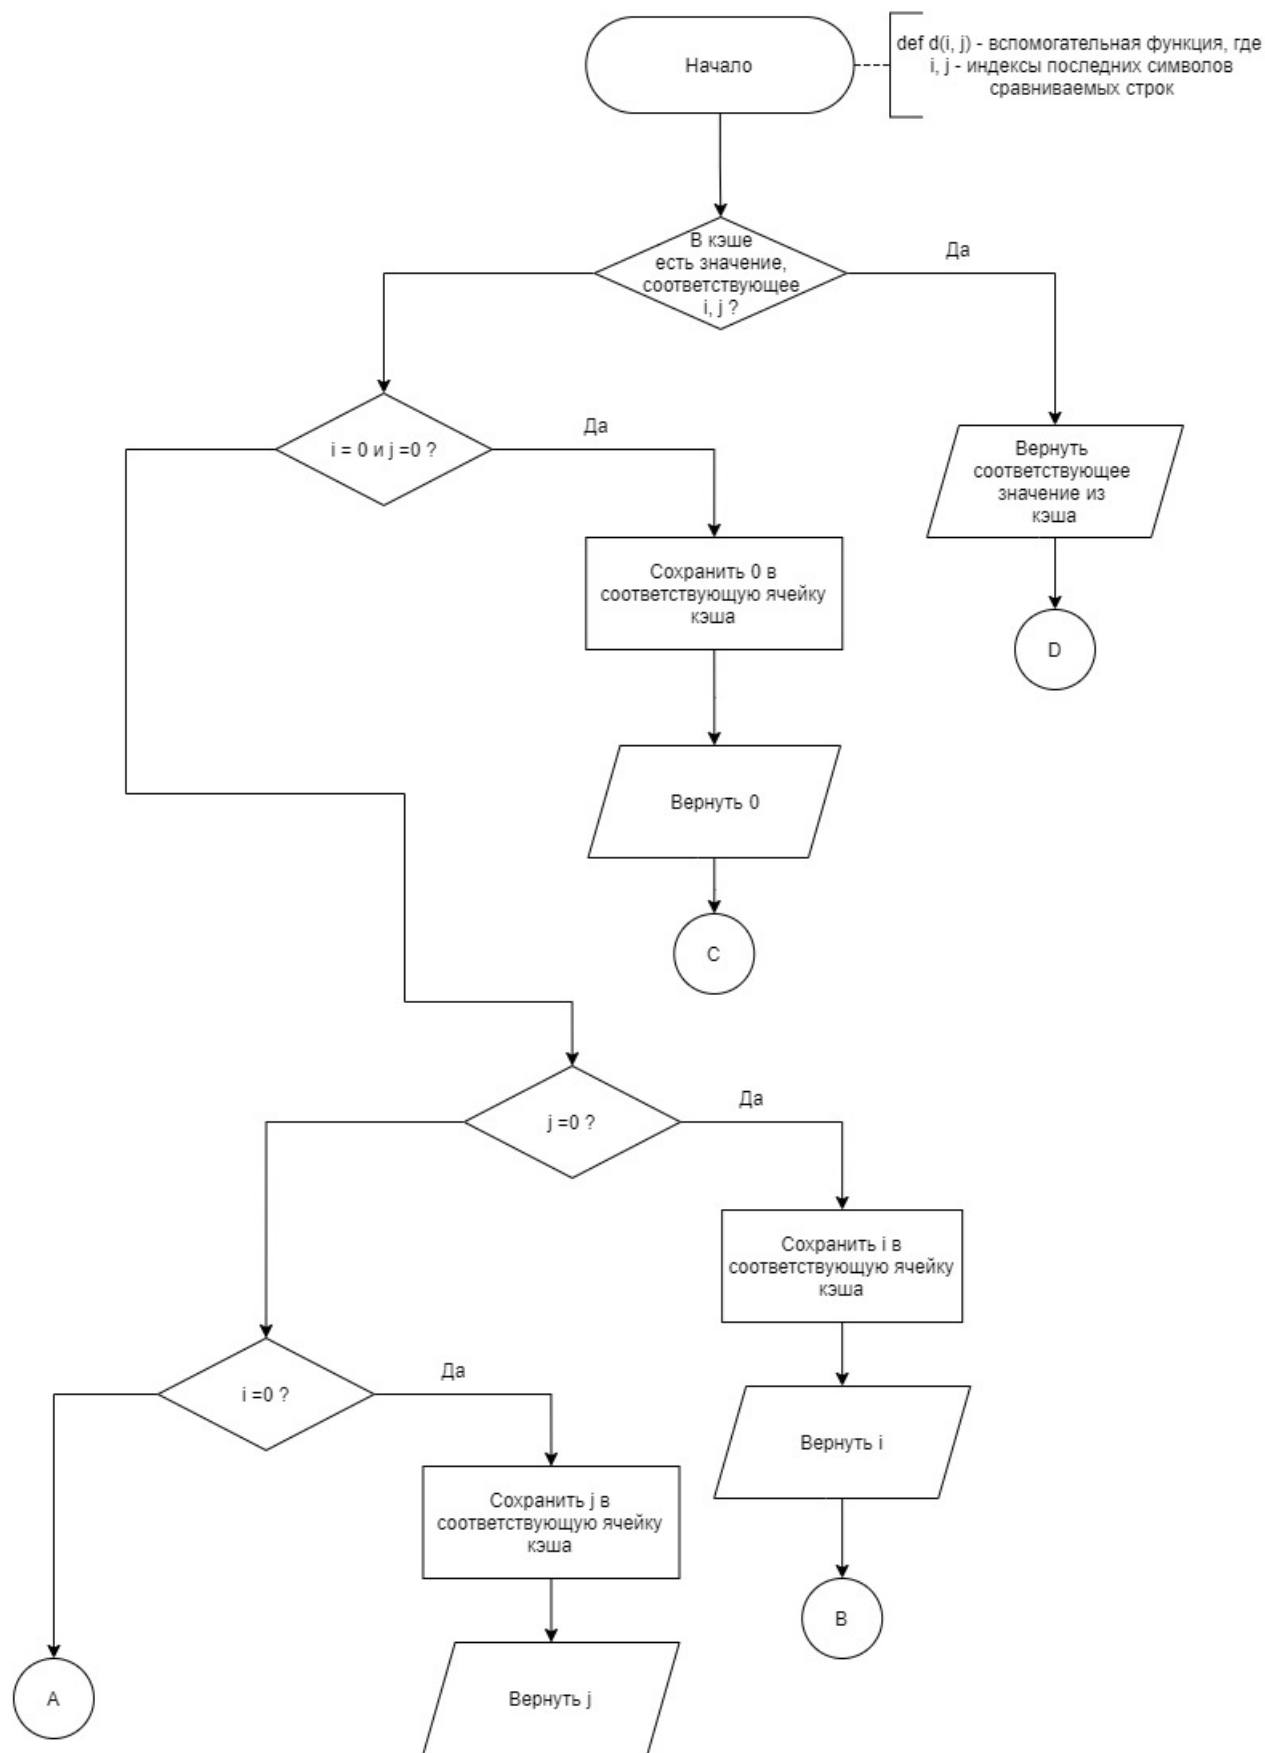 Начало
def d(i, j) - вспомогательная функция, где
i, j - индексы последних символов
сравниваемых строк
В кэше
есть значение,
соответствующее
i, j ?
Да
i = 0 и j =0 ?
Да
Вернуть
соответствующее
значение из
кэша
Сохранить 0 в
соответствующую ячейку
кэша
D
Вернуть 0
C
j =0 ?
Да
Сохранить i в
соответствующую ячейку
кэша
i =0 ?
Да
Вернуть i
Сохранить j в
соответствующую ячейку
кэша
B
A
Вернуть j